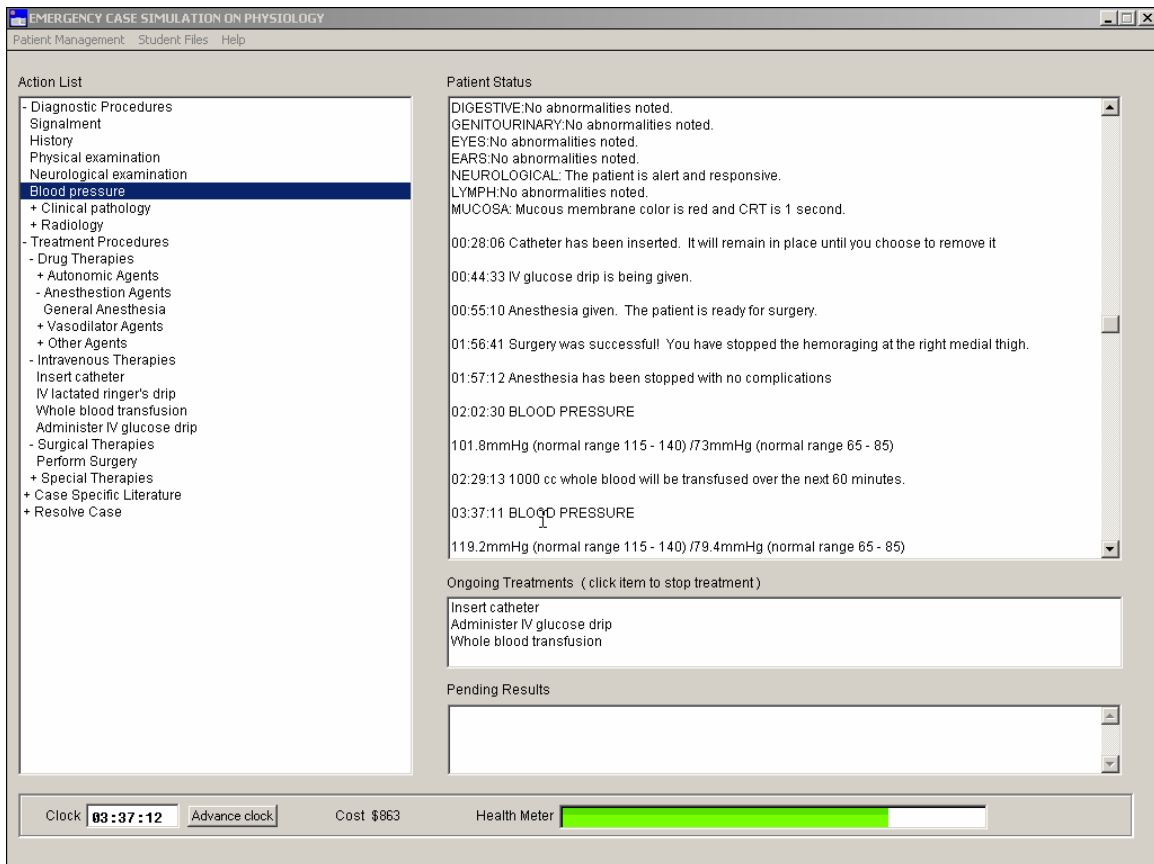 EMERGENCY CASE SIMULATION ON PHYSIOLOGY
Patient Management Student Files Help
Action List
- Diagnostic Procedures
Signalment
History
Physical examination
Neurological examination
Blood pressure
+ Clinical pathology
+ Radiology
- Treatment Procedures
- Drug Therapies
+ Autonomic Agents
- Anesthestion Agents
General Anesthesia
+ Vasodilator Agents
+ Other Agents
- Intravenous Therapies
Insert catheter
IV lactated ringer's drip
Whole blood transfusion
Administer IV glucose drip
- Surgical Therapies
Perform Surgery
+ Special Therapies
+ Case Specific Literature
+ Resolve Case
Patient Status
DIGESTIVE:No abnormalities noted.
GENITOURINARY:No abnormalities noted.
EYES:No abnormalities noted.
EARS:No abnormalities noted.
NEUROLOGICAL: The patient is alert and responsive.
LYMPH:No abnormalities noted.
MUCOSA: Mucous membrane color is red and CRT is 1 second.
00:28:06 Catheter has been inserted. It will remain in place until you choose to remove it
00:44:33 IV glucose drip is being given.
00:55:10 Anesthesia given. The patient is ready for surgery.
01:56:41 Surgery was successful! You have stopped the hemoraging at the right medial thigh.
01:57:12 Anesthesia has been stopped with no complications
02:02:30 BLOOD PRESSURE
101.8mmHg (normal range 115 - 140) /73mmHg (normal range 65 - 85)
02:29:13 1000 cc whole blood will be transfused over the next 60 minutes.
03:37:11 BLOOD PRESSURE
119.2mmHg (normal range 115 - 140) /79.4mmHg (normal range 65 - 85)
Ongoing Treatments ( click item to stop treatment )
Insert catheter
Administer IV glucose drip
Whole blood transfusion
Pending Results
Clock 03:37:12 Advance clock Cost $863 Health Meter